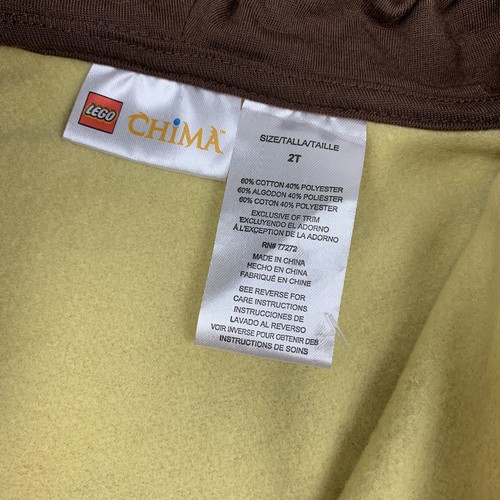 LEGO
CHiMA™
SIZE/TALLA/TAILLE
2T
60% COTTON 40% POLYESTER
60% ALGODON 40% POLIÉSTER
60% COTON 40% POLYESTER
EXCLUSIVE OF TRIM
EXCLUYENDO EL ADORNO
À L'EXCEPTION DE LA ADORNO
RN# 77272
MADE IN CHINA
HECHO EN CHINA
FABRIQUÉ EN CHINE
SEE REVERSE FOR
CARE INSTRUCTIONS
INSTRUCCIONES DE
LAVADO AL REVERSO
VOIR INVERSE POUR OBTENIR DES
INSTRUCTIONS DE SOINS